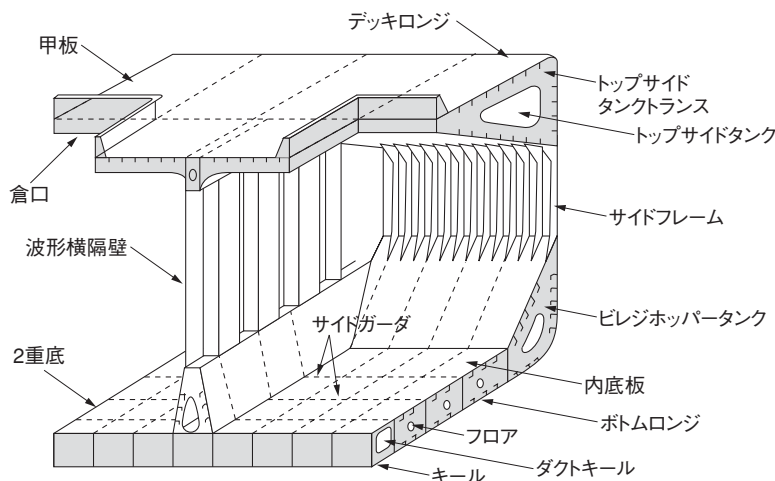 デッキロンジ
甲板
トップサイド
タンクトランス
トップサイドタンク
倉口
サイドフレーム
波形横隔壁
ビレジホッパータンク
サイドガーダ
2重底
内底板
ボトムロンジ
フロア
ダクトキール
キール